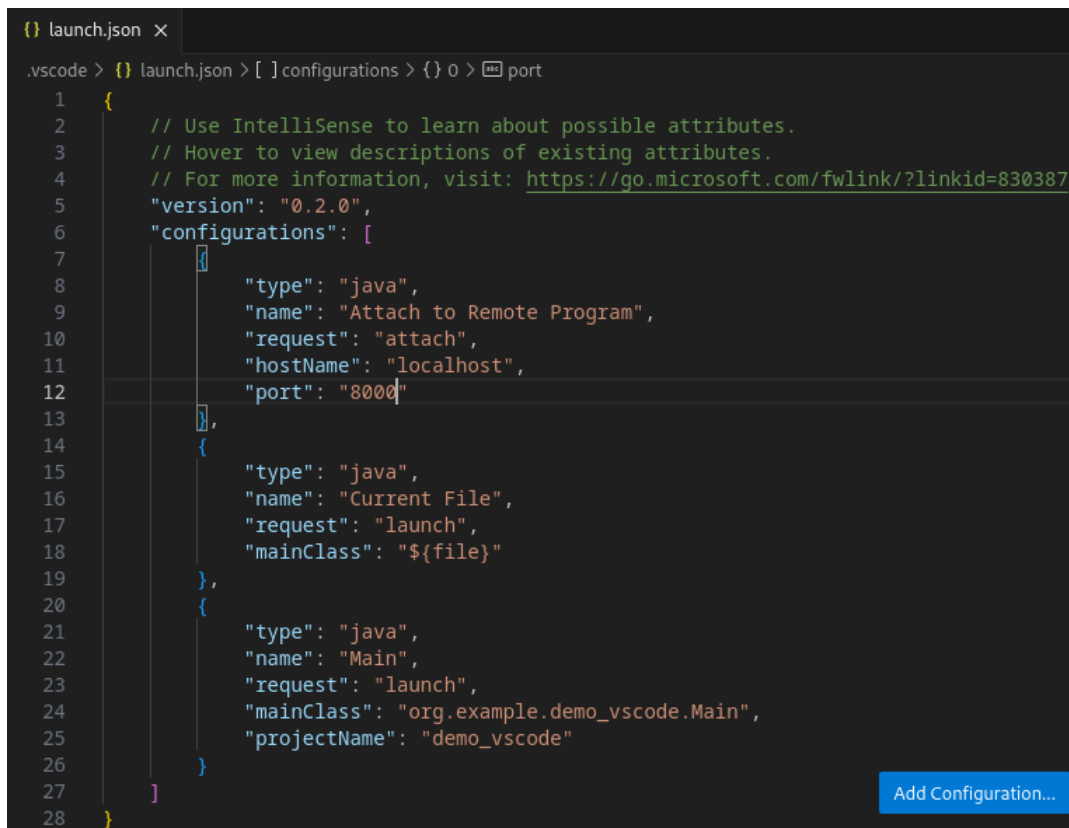 {} launch.json ×
.vscode > {} launch.json > [ ] configurations > {} 0 > abc port
1 {
2 // Use IntelliSense to learn about possible attributes.
3 // Hover to view descriptions of existing attributes.
4 // For more information, visit: https://go.microsoft.com/fwlink/?linkid=830387
5 "version": "0.2.0",
6 "configurations": [
7 {
8 "type": "java",
9 "name": "Attach to Remote Program",
10 "request": "attach",
11 "hostName": "localhost",
12 "port": "8000"
13 },
14 {
15 "type": "java",
16 "name": "Current File",
17 "request": "launch",
18 "mainClass": "${file}"
19 },
20 {
21 "type": "java",
22 "name": "Main",
23 "request": "launch",
24 "mainClass": "org.example.demo_vscode.Main",
25 "projectName": "demo_vscode"
26 }
27 ]
Add Configuration...
28 }